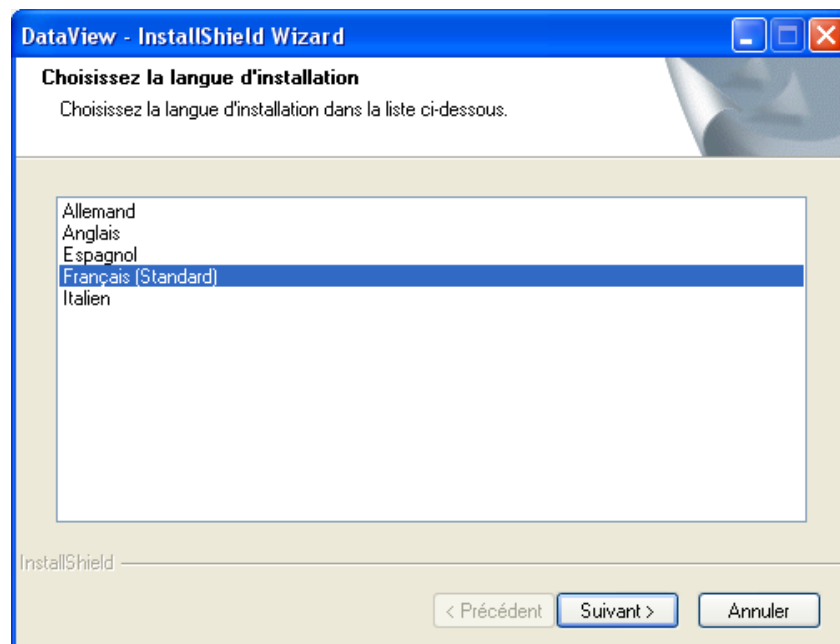 DataView - InstallShield Wizard
Choisissez la langue d'installation
Choisissez la langue d'installation dans la liste ci-dessous.
Allemand
Anglais
Espagnol
Français (Standard)
Italien
InstallShield
< Précédent
Suivant >
Annuler